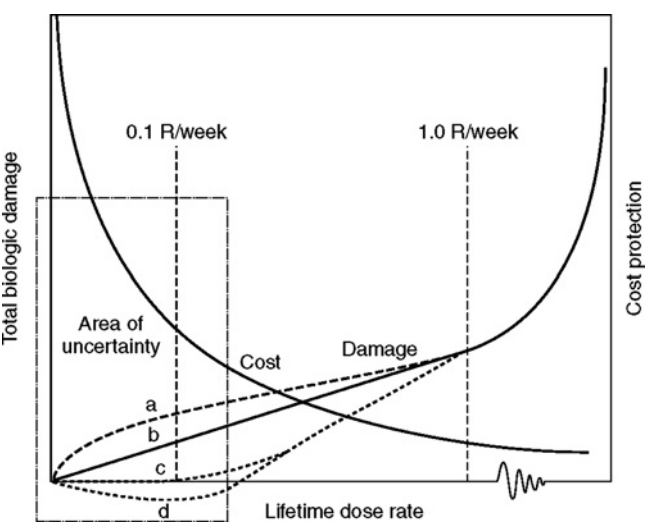 0.1 R/week
1.0 R/week
Total biologic damage
Cost protection
Area of
uncertainty
Cost
Damage
a
b
c
d
Lifetime dose rate